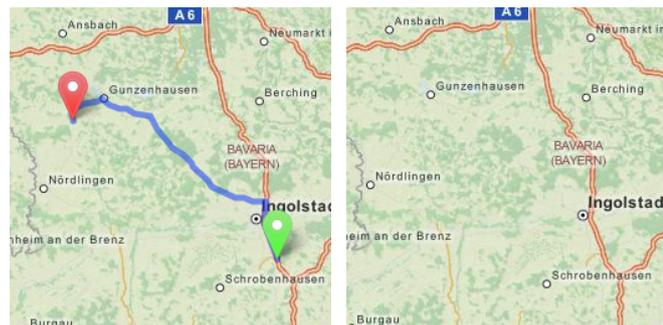 Ansbach
A 6
Neumarkt i
Gunzenhausen
Berching
BAVARIA
(BAYERN)
Nördlingen
Ingolstad
nheim an der Brenz
Schrobenhausen
Burgau
Ansbach
A 6
Neumarkt
Gunzenhausen
Berching
BAVARIA
(BAYERN)
Nördlingen
Ingolstad
eim an der Brenz
Schrobenhausen
Burgau